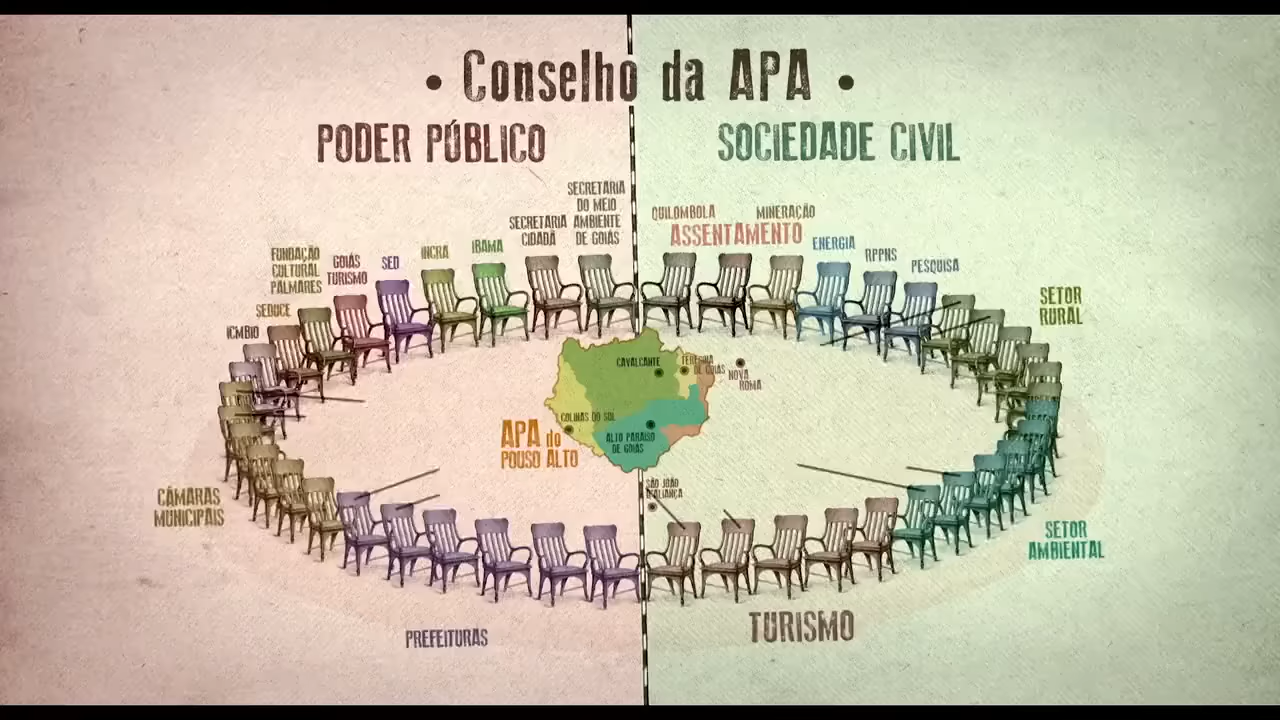 • Conselho da APA •
PODER PÚBLICO
SOCIEDADE CIVIL
SECRETARIA
DO MEIO
AMBIENTE
DE GOIÁS
SECRETARIA
CIDADÃ
IBAMA
INCRA
SED
GOIÁS
TURISMO
FUNDAÇÃO
CULTURAL
PALMARES
SEDUCE
ICMBIO
QUILOMBOLA
ASSENTAMENTO
MINERAÇÃO
ENERGIA
RPPNS
PESQUISA
SETOR
RURAL
CAVALCANTE
TERESINA
DE GOIÁS
NOVA
ROMA
COLINAS DO SUL
ALTO PARAÍSO
DE GOIÁS
APA do
POUSO ALTO
SÃO JOÃO
D'ALIANÇA
CÂMARAS
MUNICIPAIS
SETOR
AMBIENTAL
PREFEITURAS
TURISMO